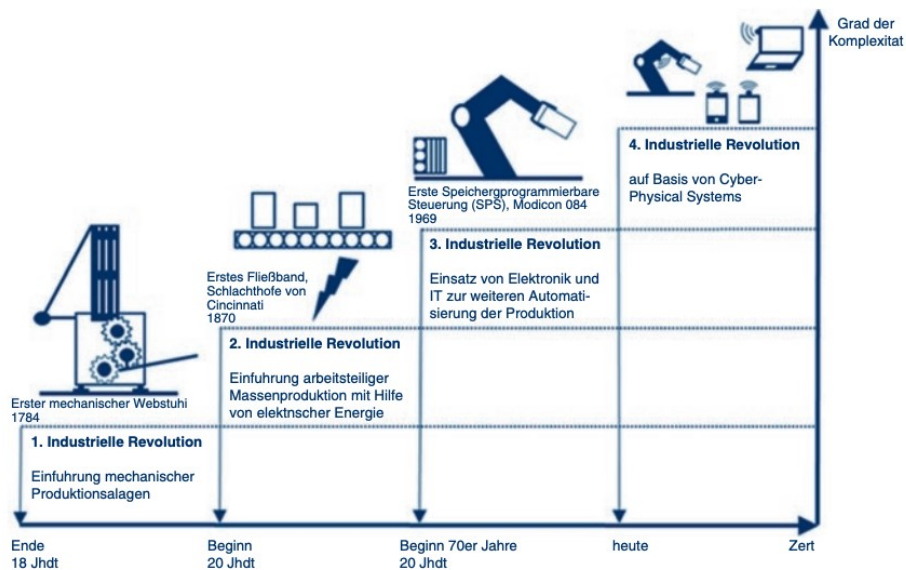 Grad der
Komplexitat
4. Industrielle Revolution
auf Basis von Cyber-
Physical Systems
Erste Speichergprogrammierbare
Steuerung (SPS), Modicon 084
1969
3. Industrielle Revolution
Einsatz von Elektronik und
IT zur weiteren Automati-
sierung der Produktion
Erstes Fließband,
Schlachthofe von
Cincinnati
1870
2. Industrielle Revolution
Einfuhrung arbeitsteiliger
Massenproduktion mit Hilfe
von elektnscher Energie
Erster mechanischer Webstuhi
1784
1. Industrielle Revolution
Einfuhrung mechanischer
Produktionsalagen
Ende
18 Jhdt
Beginn
20 Jhdt
Beginn 70er Jahre
20 Jhdt
heute
Zert